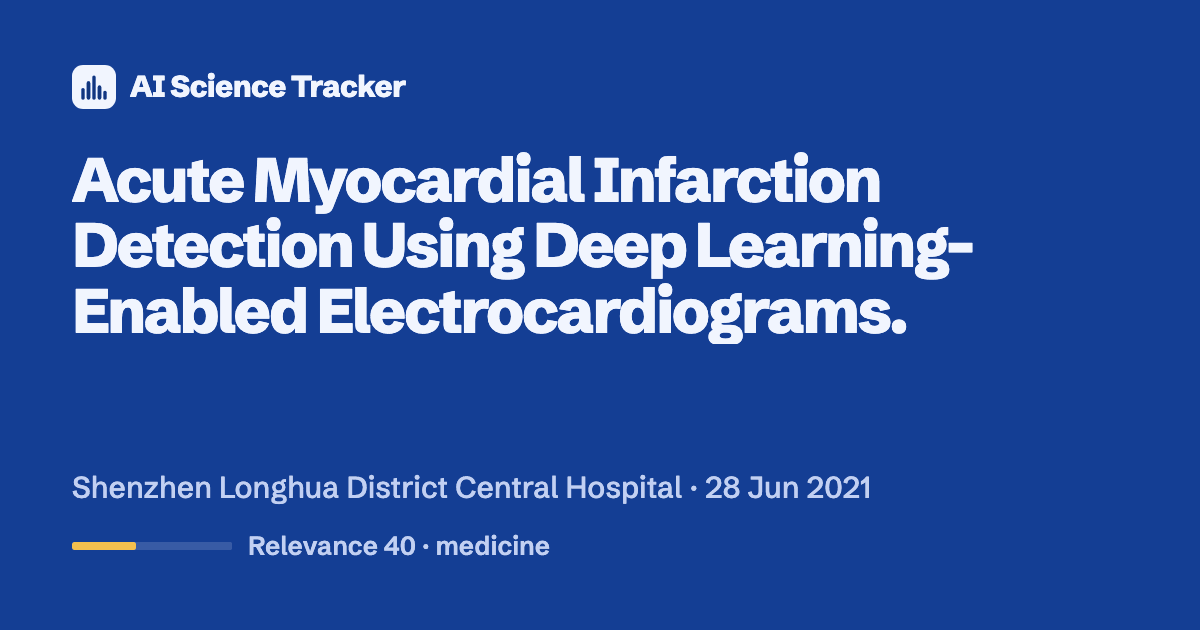 AI Science Tracker
Acute Myocardial Infarction
Detection Using Deep Learning-
Enabled Electrocardiograms.
Shenzhen Longhua District Central Hospital · 28 Jun 2021
Relevance 40 · medicine